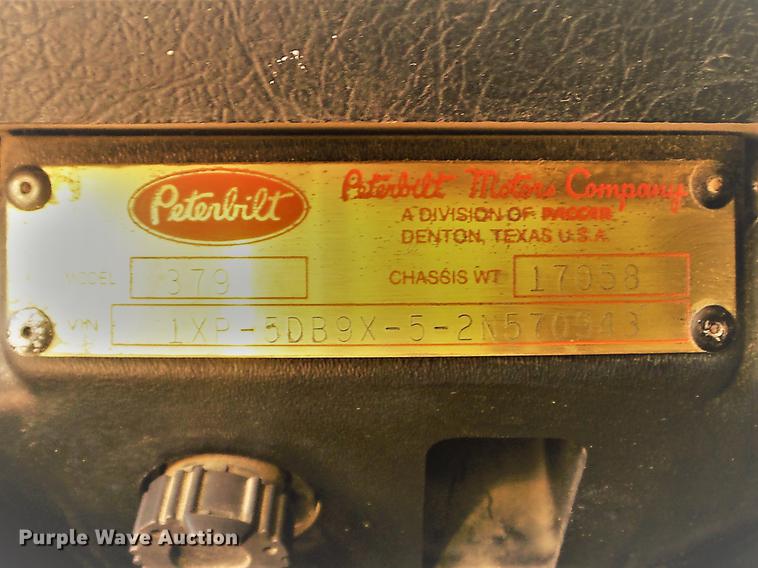 Peterbilt
Peterbilt Motors Company
A DIVISION OF PACCAR
DENTON, TEXAS U.S.A.
MODEL 379
CHASSIS WT 17058
VIN 1XP-5DB9X-5-2N570943
Purple Wave Auction